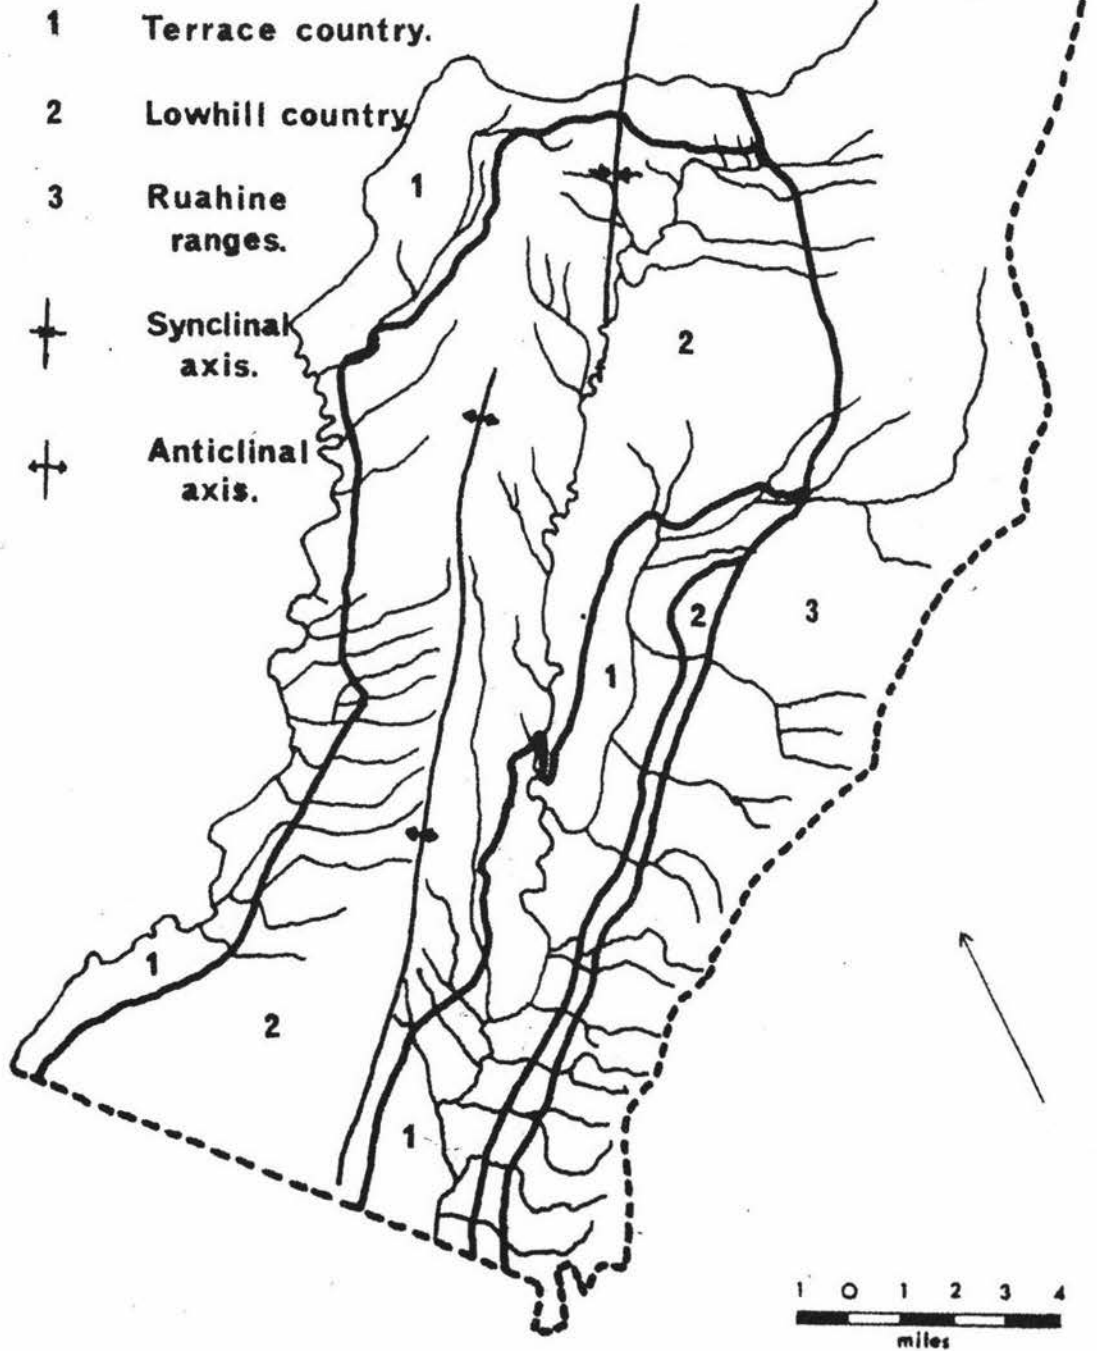 1 Terrace country.
2 Lowhill country
3 Ruahine
ranges.
Synclinal
axis.
Anticlinal
axis.
1
2
2
3
1
1
2
1
1 0 1 2 3 4
miles